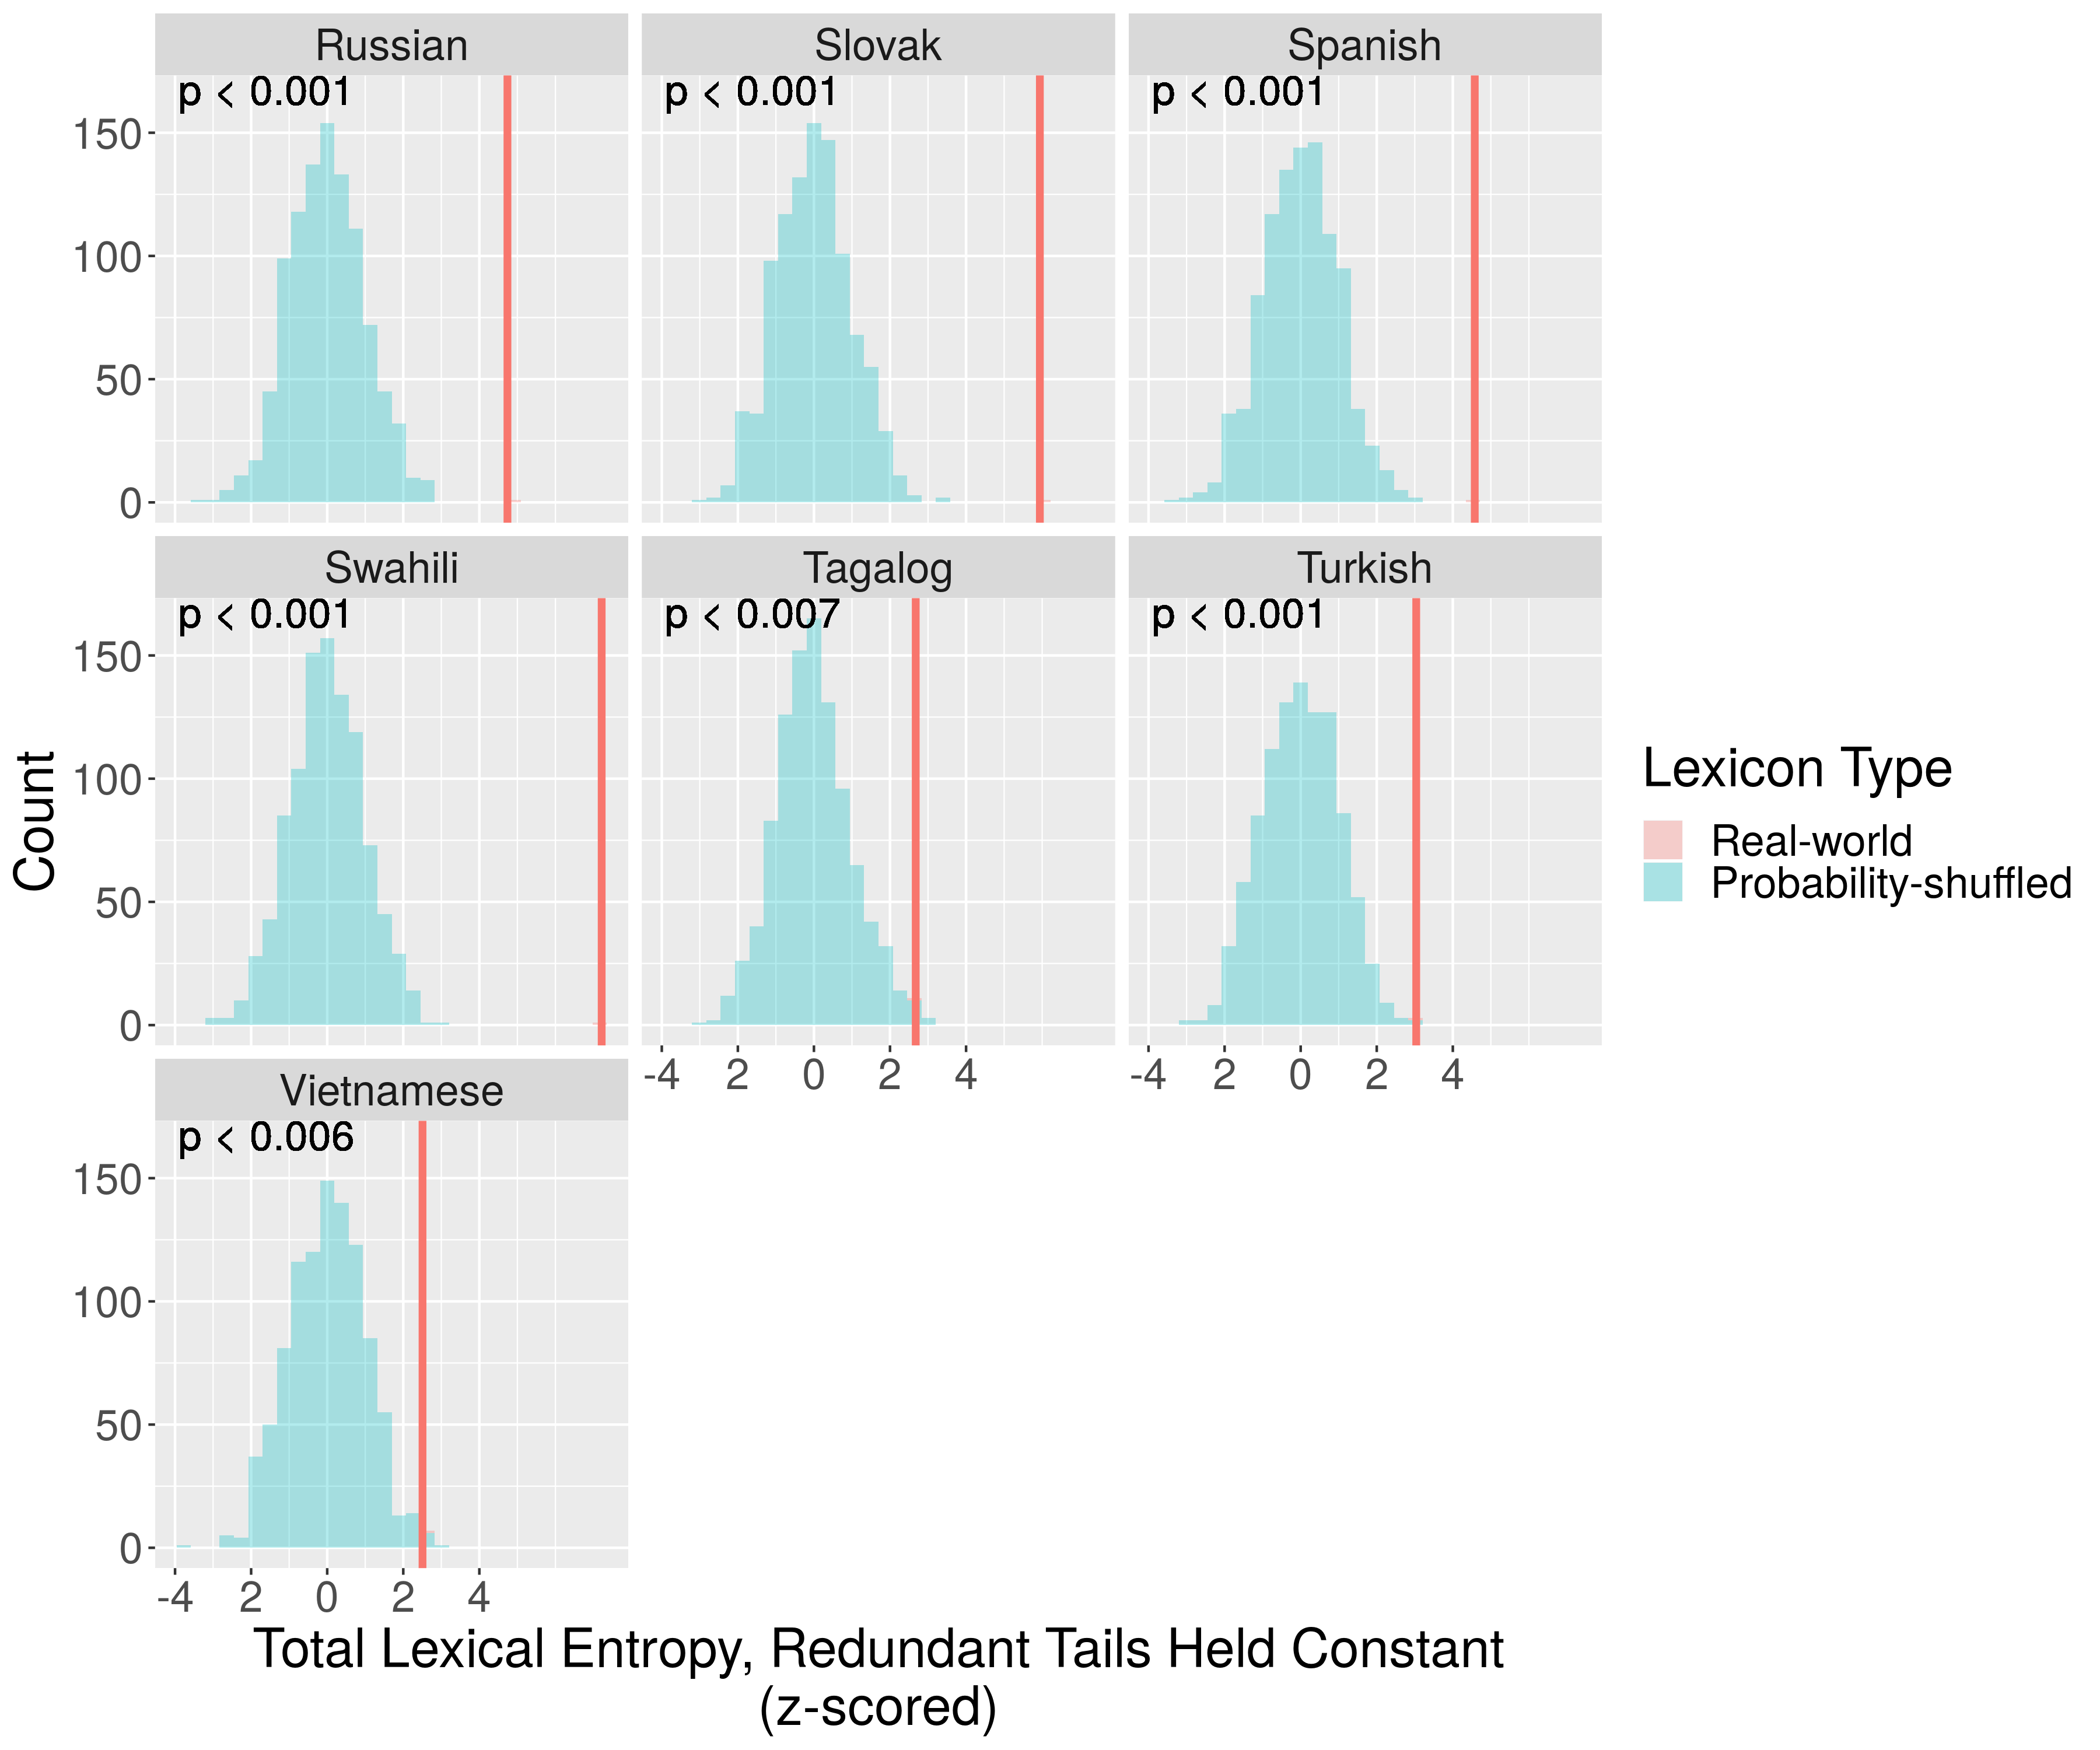 Russian
Slovak
Spanish
p < 0.001
p < 0.001
p < 0.001
150
100
50
0
Swahili
Tagalog
Turkish
p < 0.001
p < 0.007
p < 0.001
150
100
50
0
-4 2 0 2 4
-4 2 0 2 4
Vietnamese
p < 0.006
150
100
50
0
-4 2 0 2 4
Count
Total Lexical Entropy, Redundant Tails Held Constant
(z-scored)
Lexicon Type
Real-world
Probability-shuffled